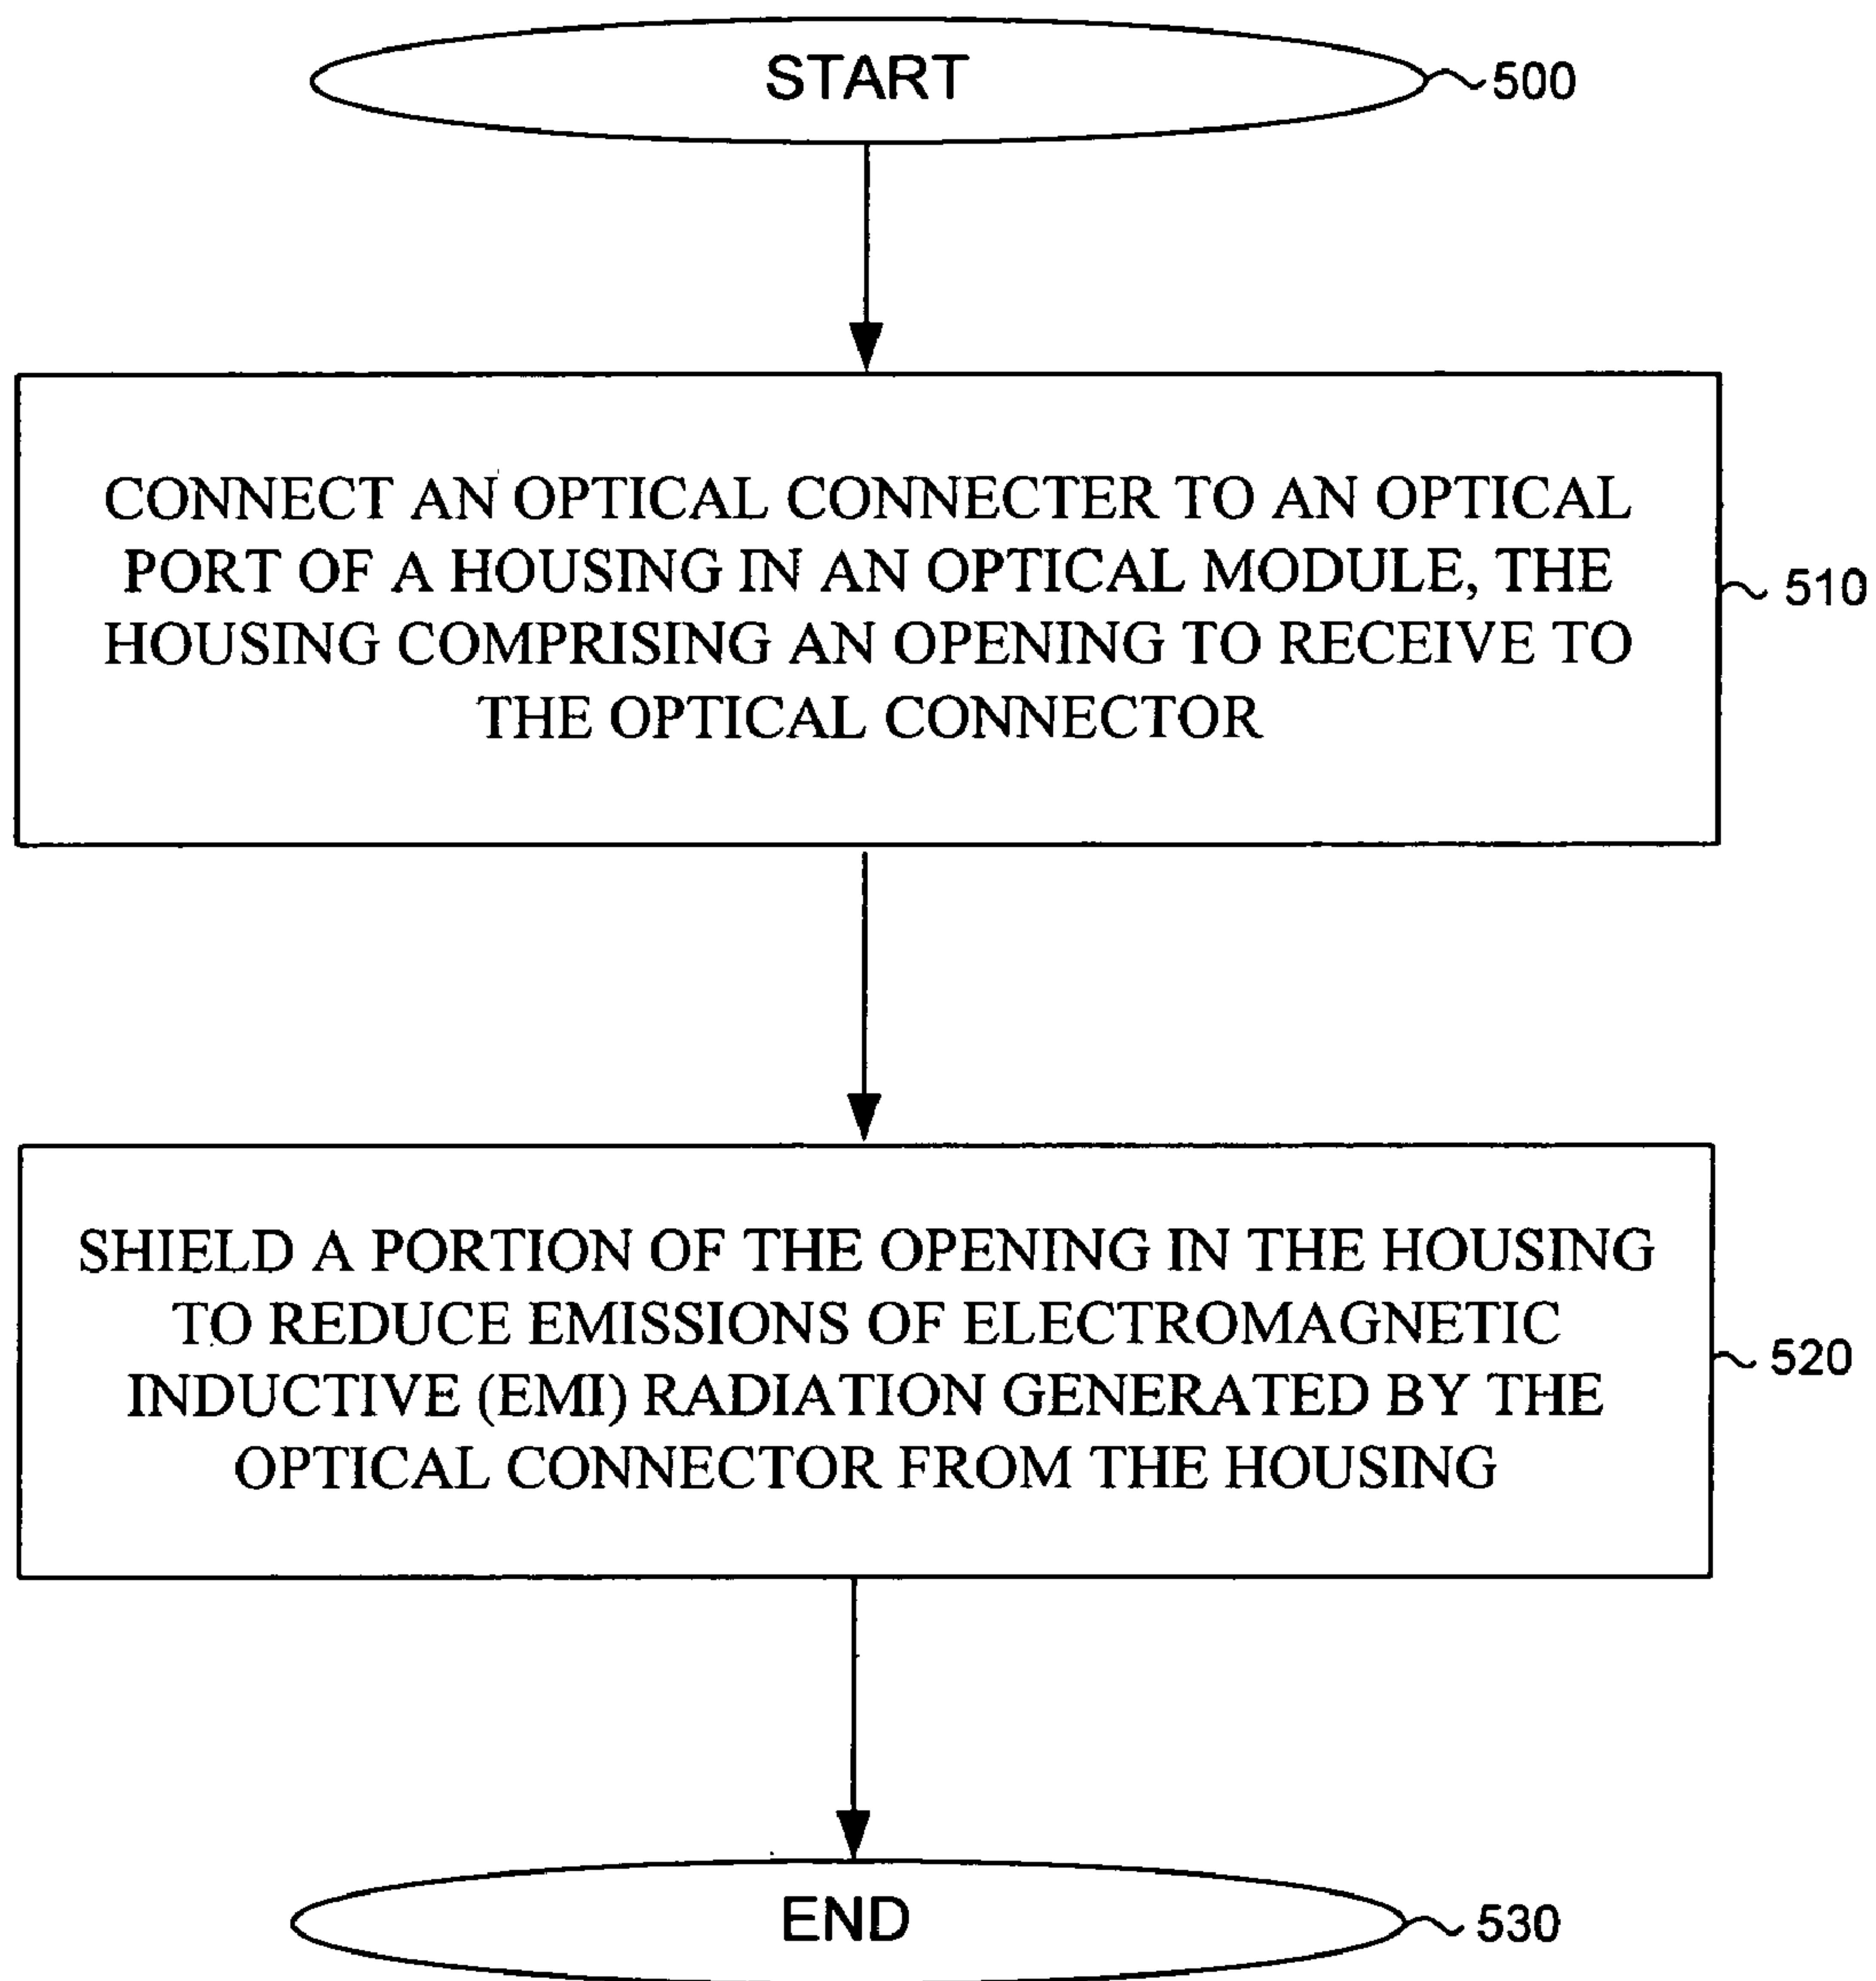 START
500
CONNECT AN OPTICAL CONNECTER TO AN OPTICAL
PORT OF A HOUSING IN AN OPTICAL MODULE, THE
510
HOUSING COMPRISING AN OPENING TO RECEIVE TO
THE OPTICAL CONNECTOR
SHIELD A PORTION OF THE OPENING IN THE HOUSING
TO REDUCE EMISSIONS OF ELECTROMAGNETIC
520
INDUCTIVE (EMI) RADIATION GENERATED BY THE
OPTICAL CONNECTOR FROM THE HOUSING
END
530